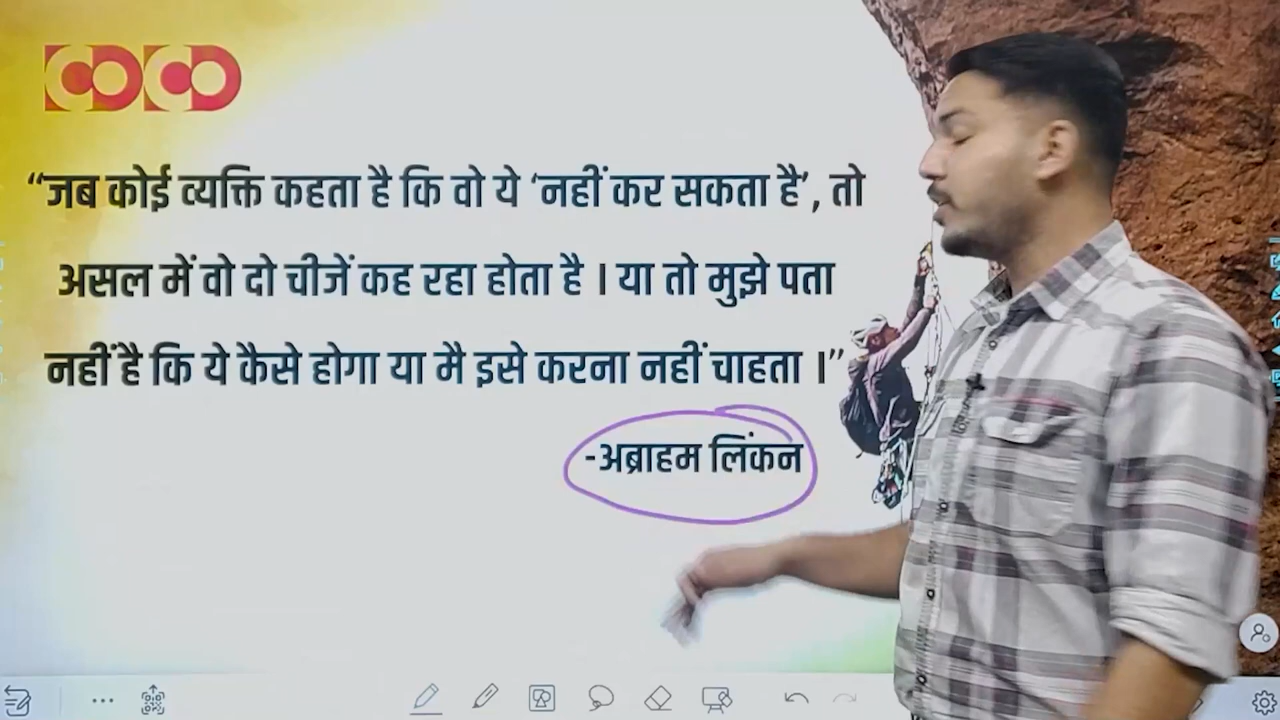 “जब कोई व्यक्ति कहता है कि वो ये ‘नहीं कर सकता है’, तो
असल में वो दो चीजें कह रहा होता है । या तो मुझे पता
नहीं है कि ये कैसे होगा या मै इसे करना नहीं चाहता ।”
-अब्राहम लिंकन